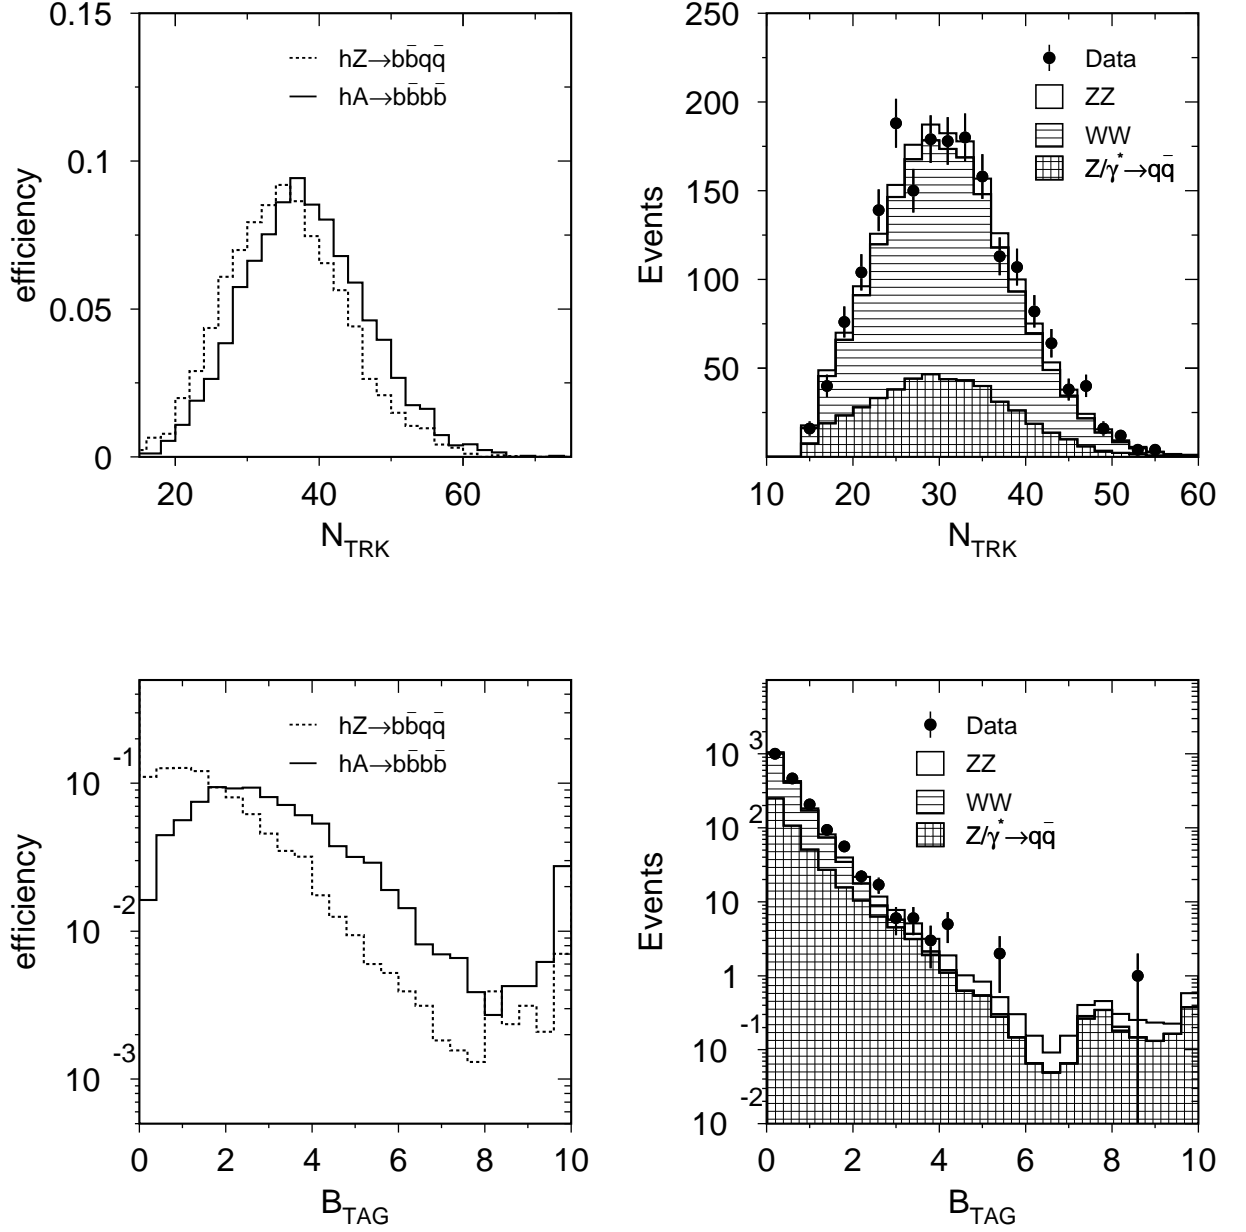 0.15
0.1
0.05
0
efficiency
hZ→bb̄qq̄
hA→bb̄bb̄
20 40 60
N_TRK
250
200
150
100
50
Events
Data
ZZ
WW
Z/γ*→qq̄
10 20 30 40 50 60
N_TRK
10^-1
10^-2
10^-3
efficiency
hZ→bb̄qq̄
hA→bb̄bb̄
0 2 4 6 8 10
B_TAG
10^3
10^2
10
1
10^-1
10^-2
Events
Data
ZZ
WW
Z/γ*→qq̄
0 2 4 6 8 10
B_TAG